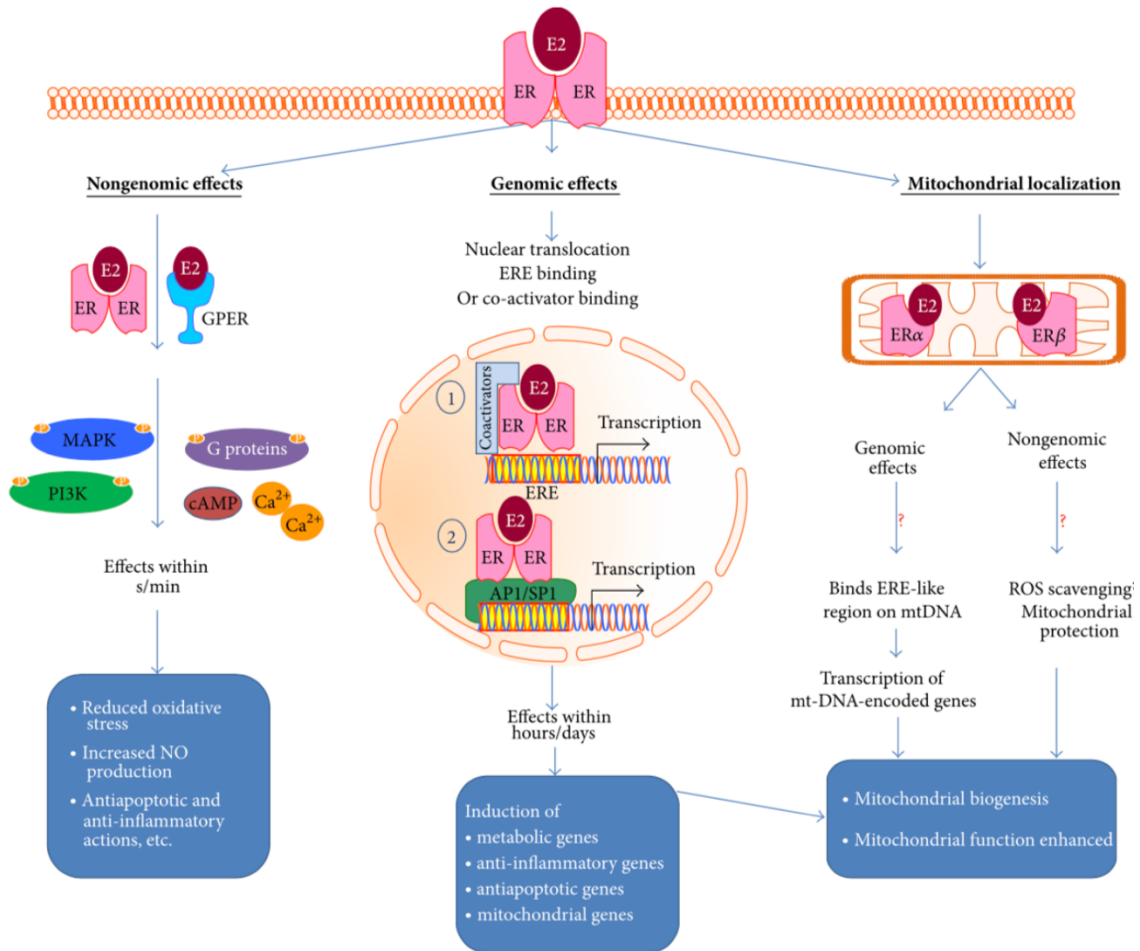 E2
ER ER
Nongenomic effects
E2
ER ER
E2
GPER
P MAPK P
P PI3K P
P G proteins P
cAMP
Ca²⁺
Ca²⁺
Effects within
s/min
• Reduced oxidative
stress
• Increased NO
production
• Antiapoptotic and
anti-inflammatory
actions, etc.
Genomic effects
Nuclear translocation
ERE binding
Or co-activator binding
1
Coactivators
E2
ER ER
Transcription
ERE
2
E2
ER ER
AP1/SP1
Transcription
Effects within
hours/days
Induction of
• metabolic genes
• anti-inflammatory genes
• antiapoptotic genes
• mitochondrial genes
Mitochondrial localization
E2
ERα
E2
ERβ
Genomic
effects
?
Binds ERE-like
region on mtDNA
Transcription of
mt-DNA-encoded genes
Nongenomic
effects
?
ROS scavenging?
Mitochondrial
protection
• Mitochondrial biogenesis
• Mitochondrial function enhanced